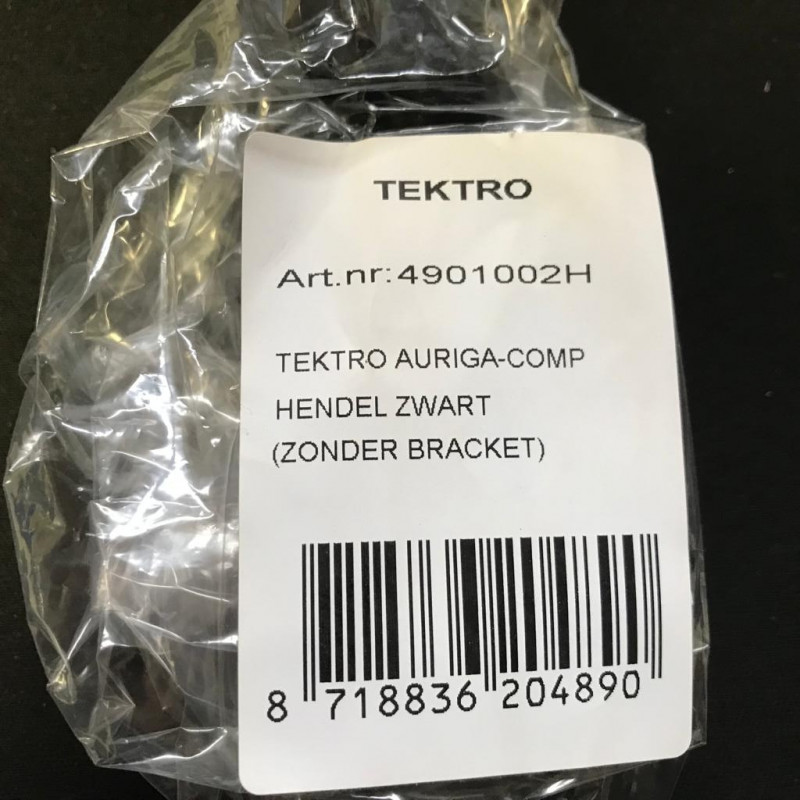 TEKTRO
Art.nr:4901002H
TEKTRO AURIGA-COMP
HENDEL ZWART
(ZONDER BRACKET)
8 718836 204890